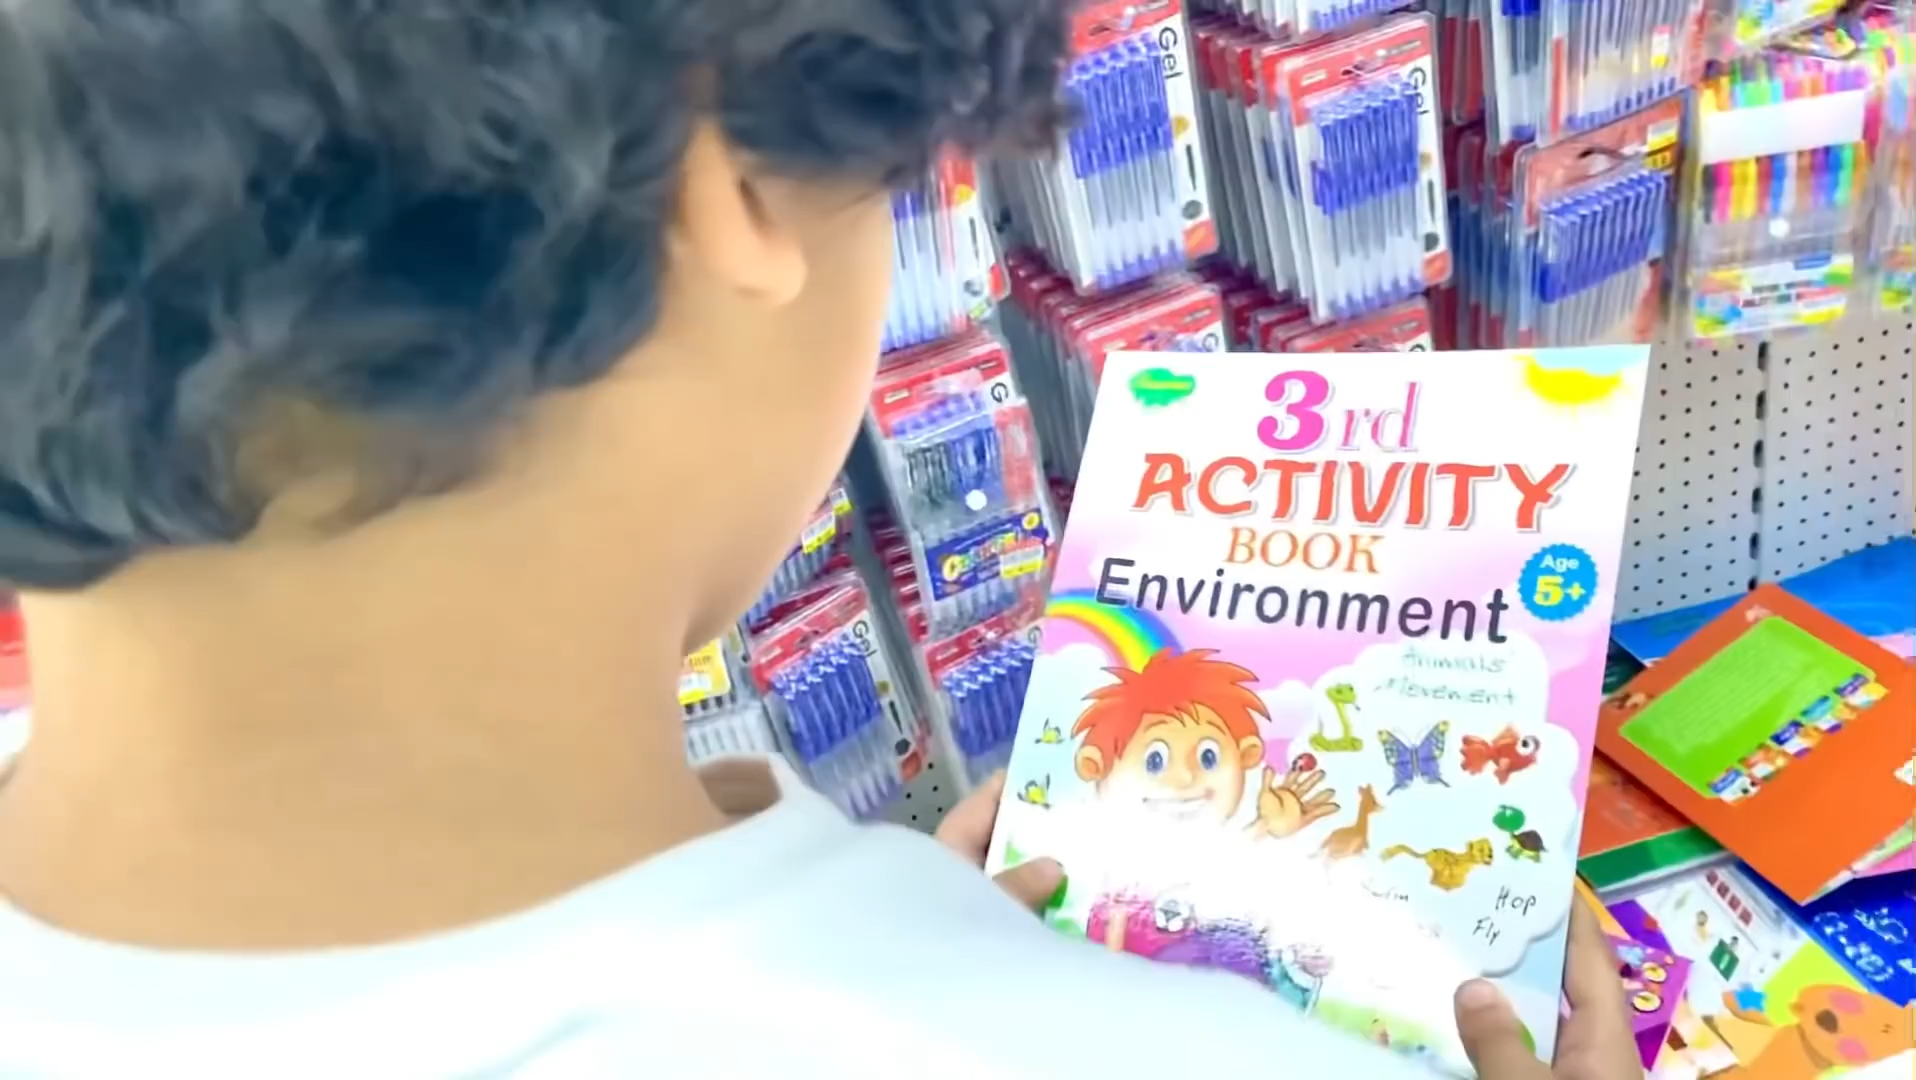 Gel
Gel
3rd
ACTIVITY
BOOK
Environment
Age
5+
Animals
Movement
Hop
Fly
Gel